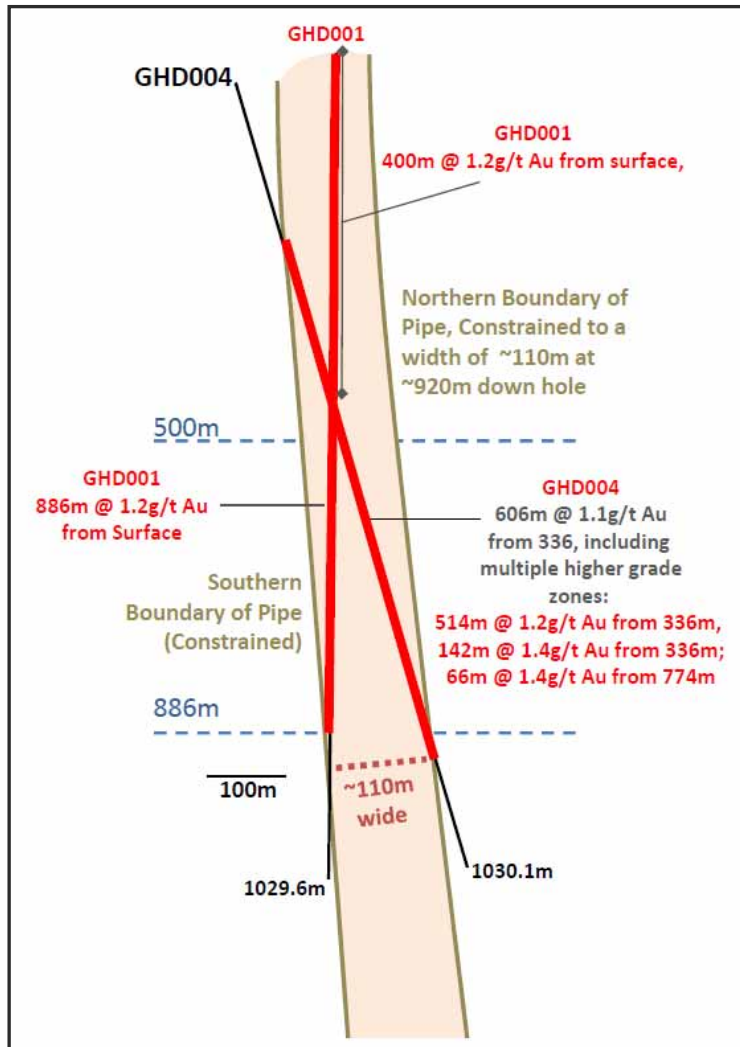 GHD001
GHD004
GHD001
400m @ 1.2g/t Au from surface,
Northern Boundary of
Pipe, Constrained to a
width of ~110m at
~920m down hole
500m
GHD001
886m @ 1.2g/t Au
from Surface
GHD004
606m @ 1.1g/t Au
from 336, including
multiple higher grade
zones:
514m @ 1.2g/t Au from 336m,
142m @ 1.4g/t Au from 336m;
66m @ 1.4g/t Au from 774m
Southern
Boundary of Pipe
(Constrained)
886m
100m
~110m
wide
1029.6m
1030.1m